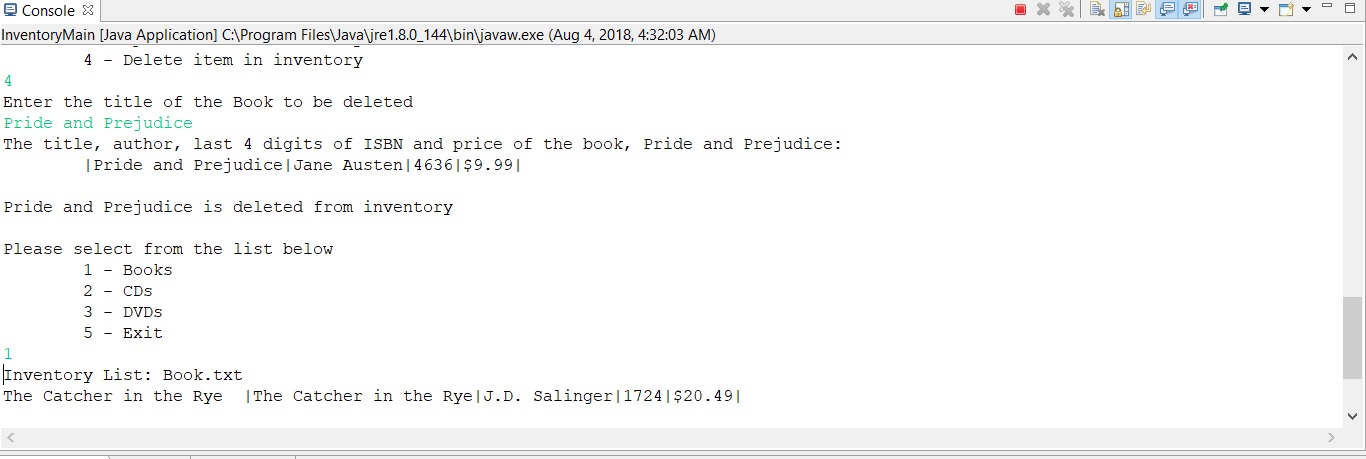 Console
InventoryMain [Java Application] C:\Program Files\Java\jre1.8.0_144\bin\javaw.exe (Aug 4, 2018, 4:32:03 AM)
4 - Delete item in inventory
4
Enter the title of the Book to be deleted
Pride and Prejudice
The title, author, last 4 digits of ISBN and price of the book, Pride and Prejudice:
|Pride and Prejudice|Jane Austen|4636|$9.99|
Pride and Prejudice is deleted from inventory
Please select from the list below
1 - Books
2 - CDs
3 - DVDs
5 - Exit
1
Inventory List: Book.txt
The Catcher in the Rye  |The Catcher in the Rye|J.D. Salinger|1724|$20.49|